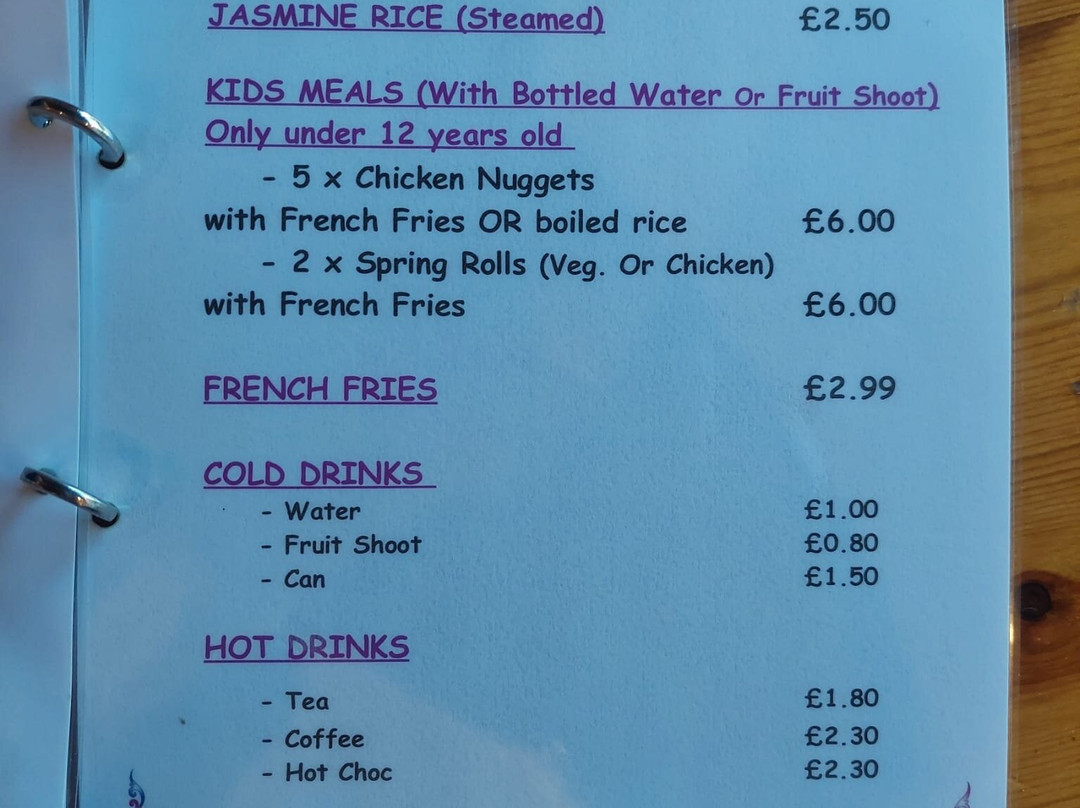 JASMINE RICE (Steamed) £2.50
KIDS MEALS (With Bottled Water Or Fruit Shoot)
Only under 12 years old
- 5 x Chicken Nuggets
with French Fries OR boiled rice £6.00
- 2 x Spring Rolls (Veg. Or Chicken)
with French Fries £6.00
FRENCH FRIES £2.99
COLD DRINKS
- Water £1.00
- Fruit Shoot £0.80
- Can £1.50
HOT DRINKS
- Tea £1.80
- Coffee £2.30
- Hot Choc £2.30